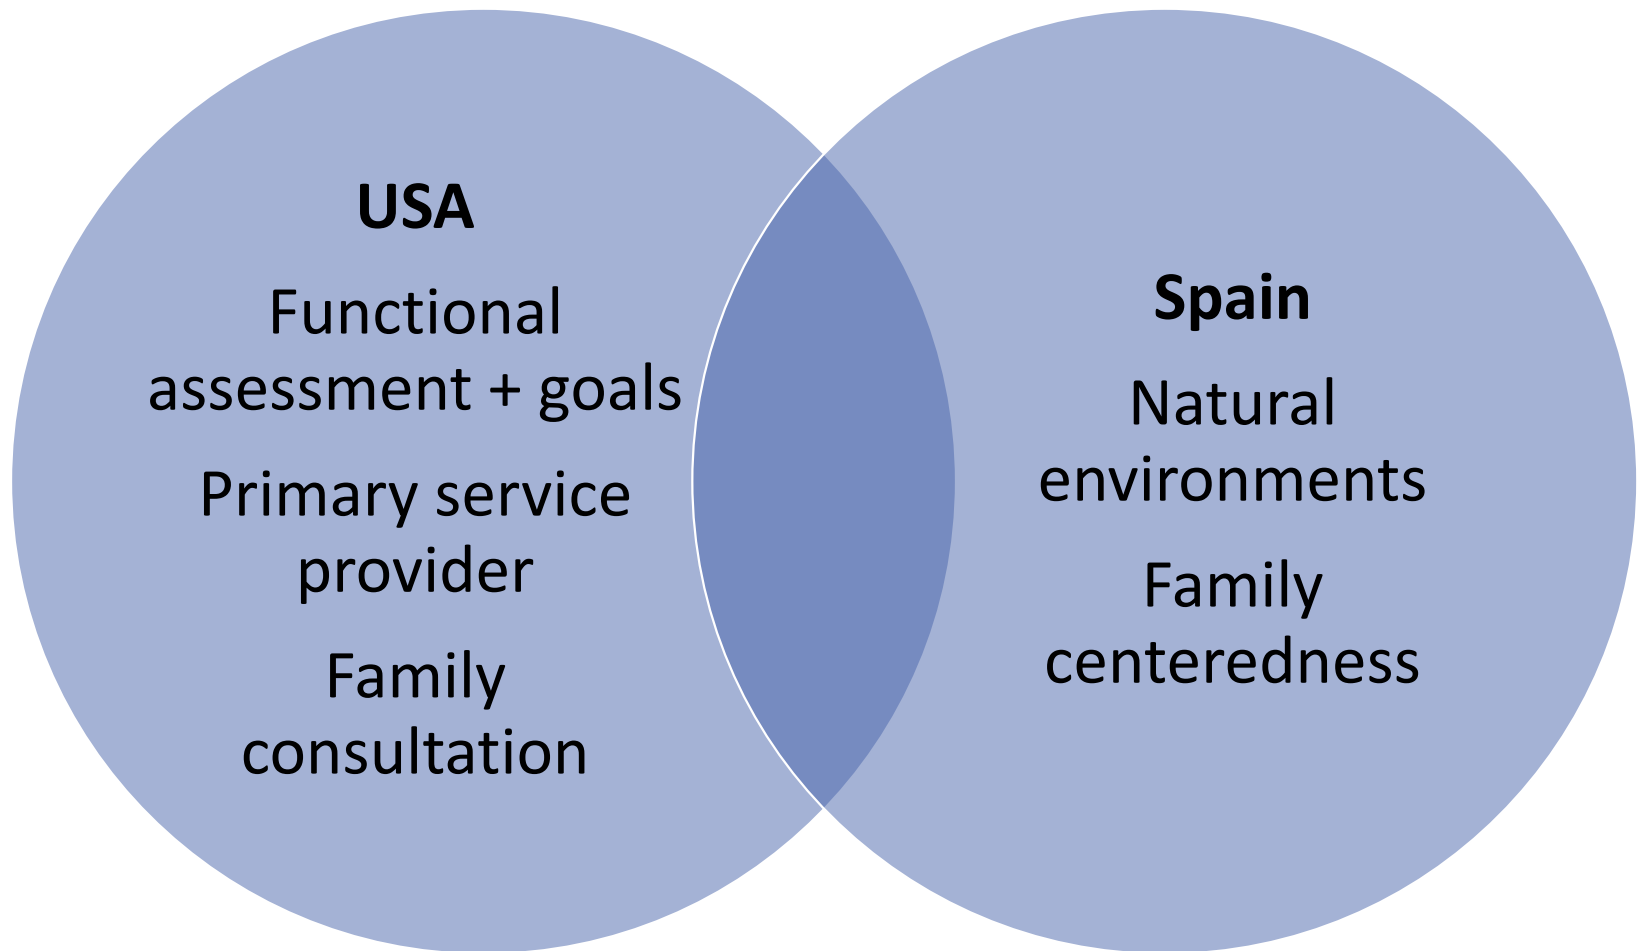 USA
Functional
assessment + goals
Primary service
provider
Family
consultation
Spain
Natural
environments
Family
centeredness